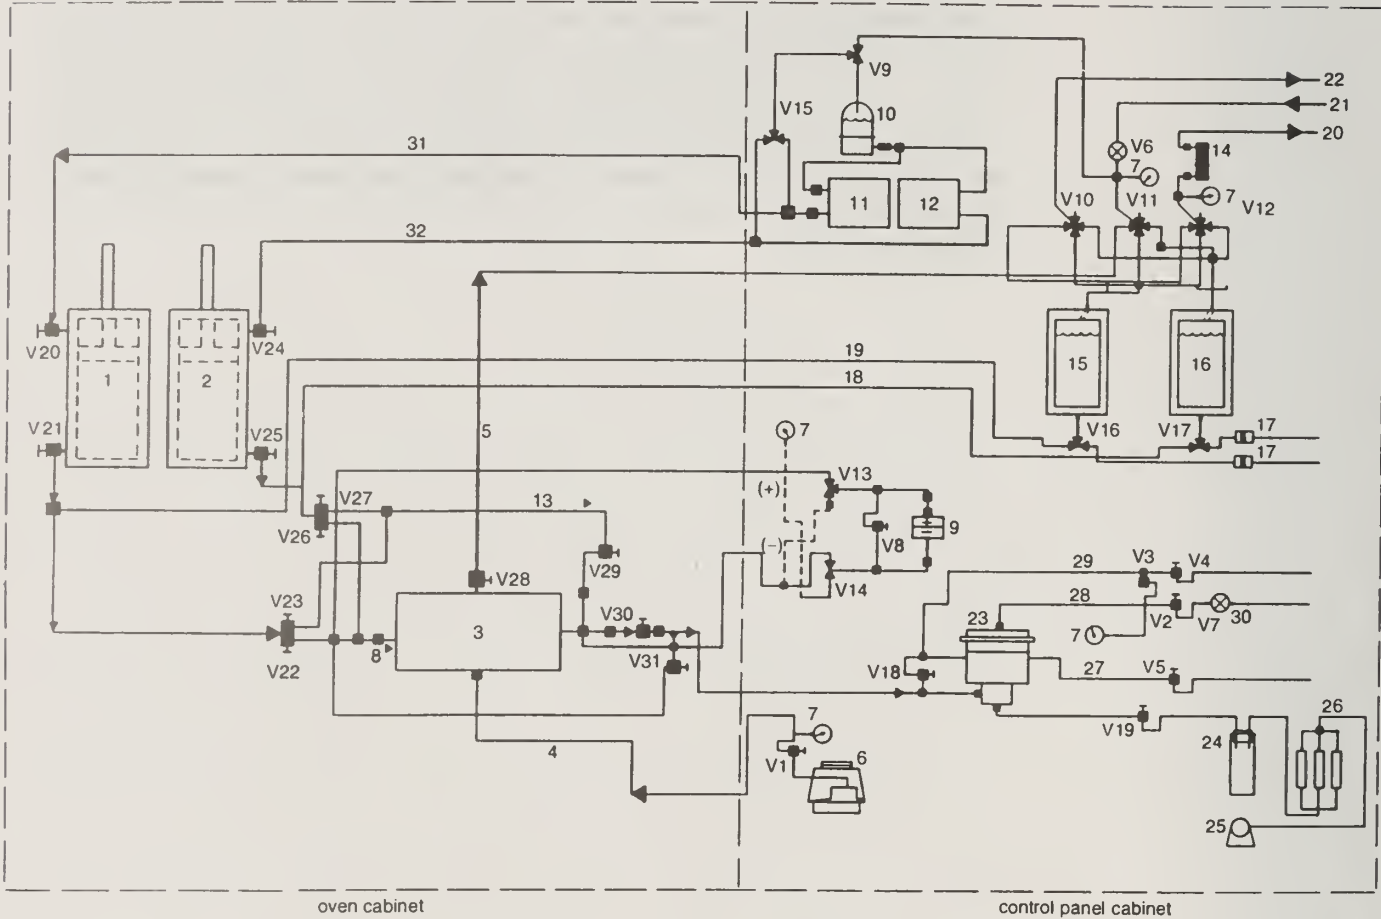 22
V9
10
21
V15
V6
20
31
14
7
7
V10
V11
V12
11
12
32
V20
V24
19
1
2
15
16
18
V21
V25
5
7
V16
V17
17
17
V13
(+)
V27
13
V26
V8
9
(−)
V29
V28
V14
29
V3
V4
V23
28
3
23
V2
V7
30
V30
7
8
V22
V31
V18
27
V5
7
V19
26
24
4
V1
6
25
oven cabinet
control panel cabinet